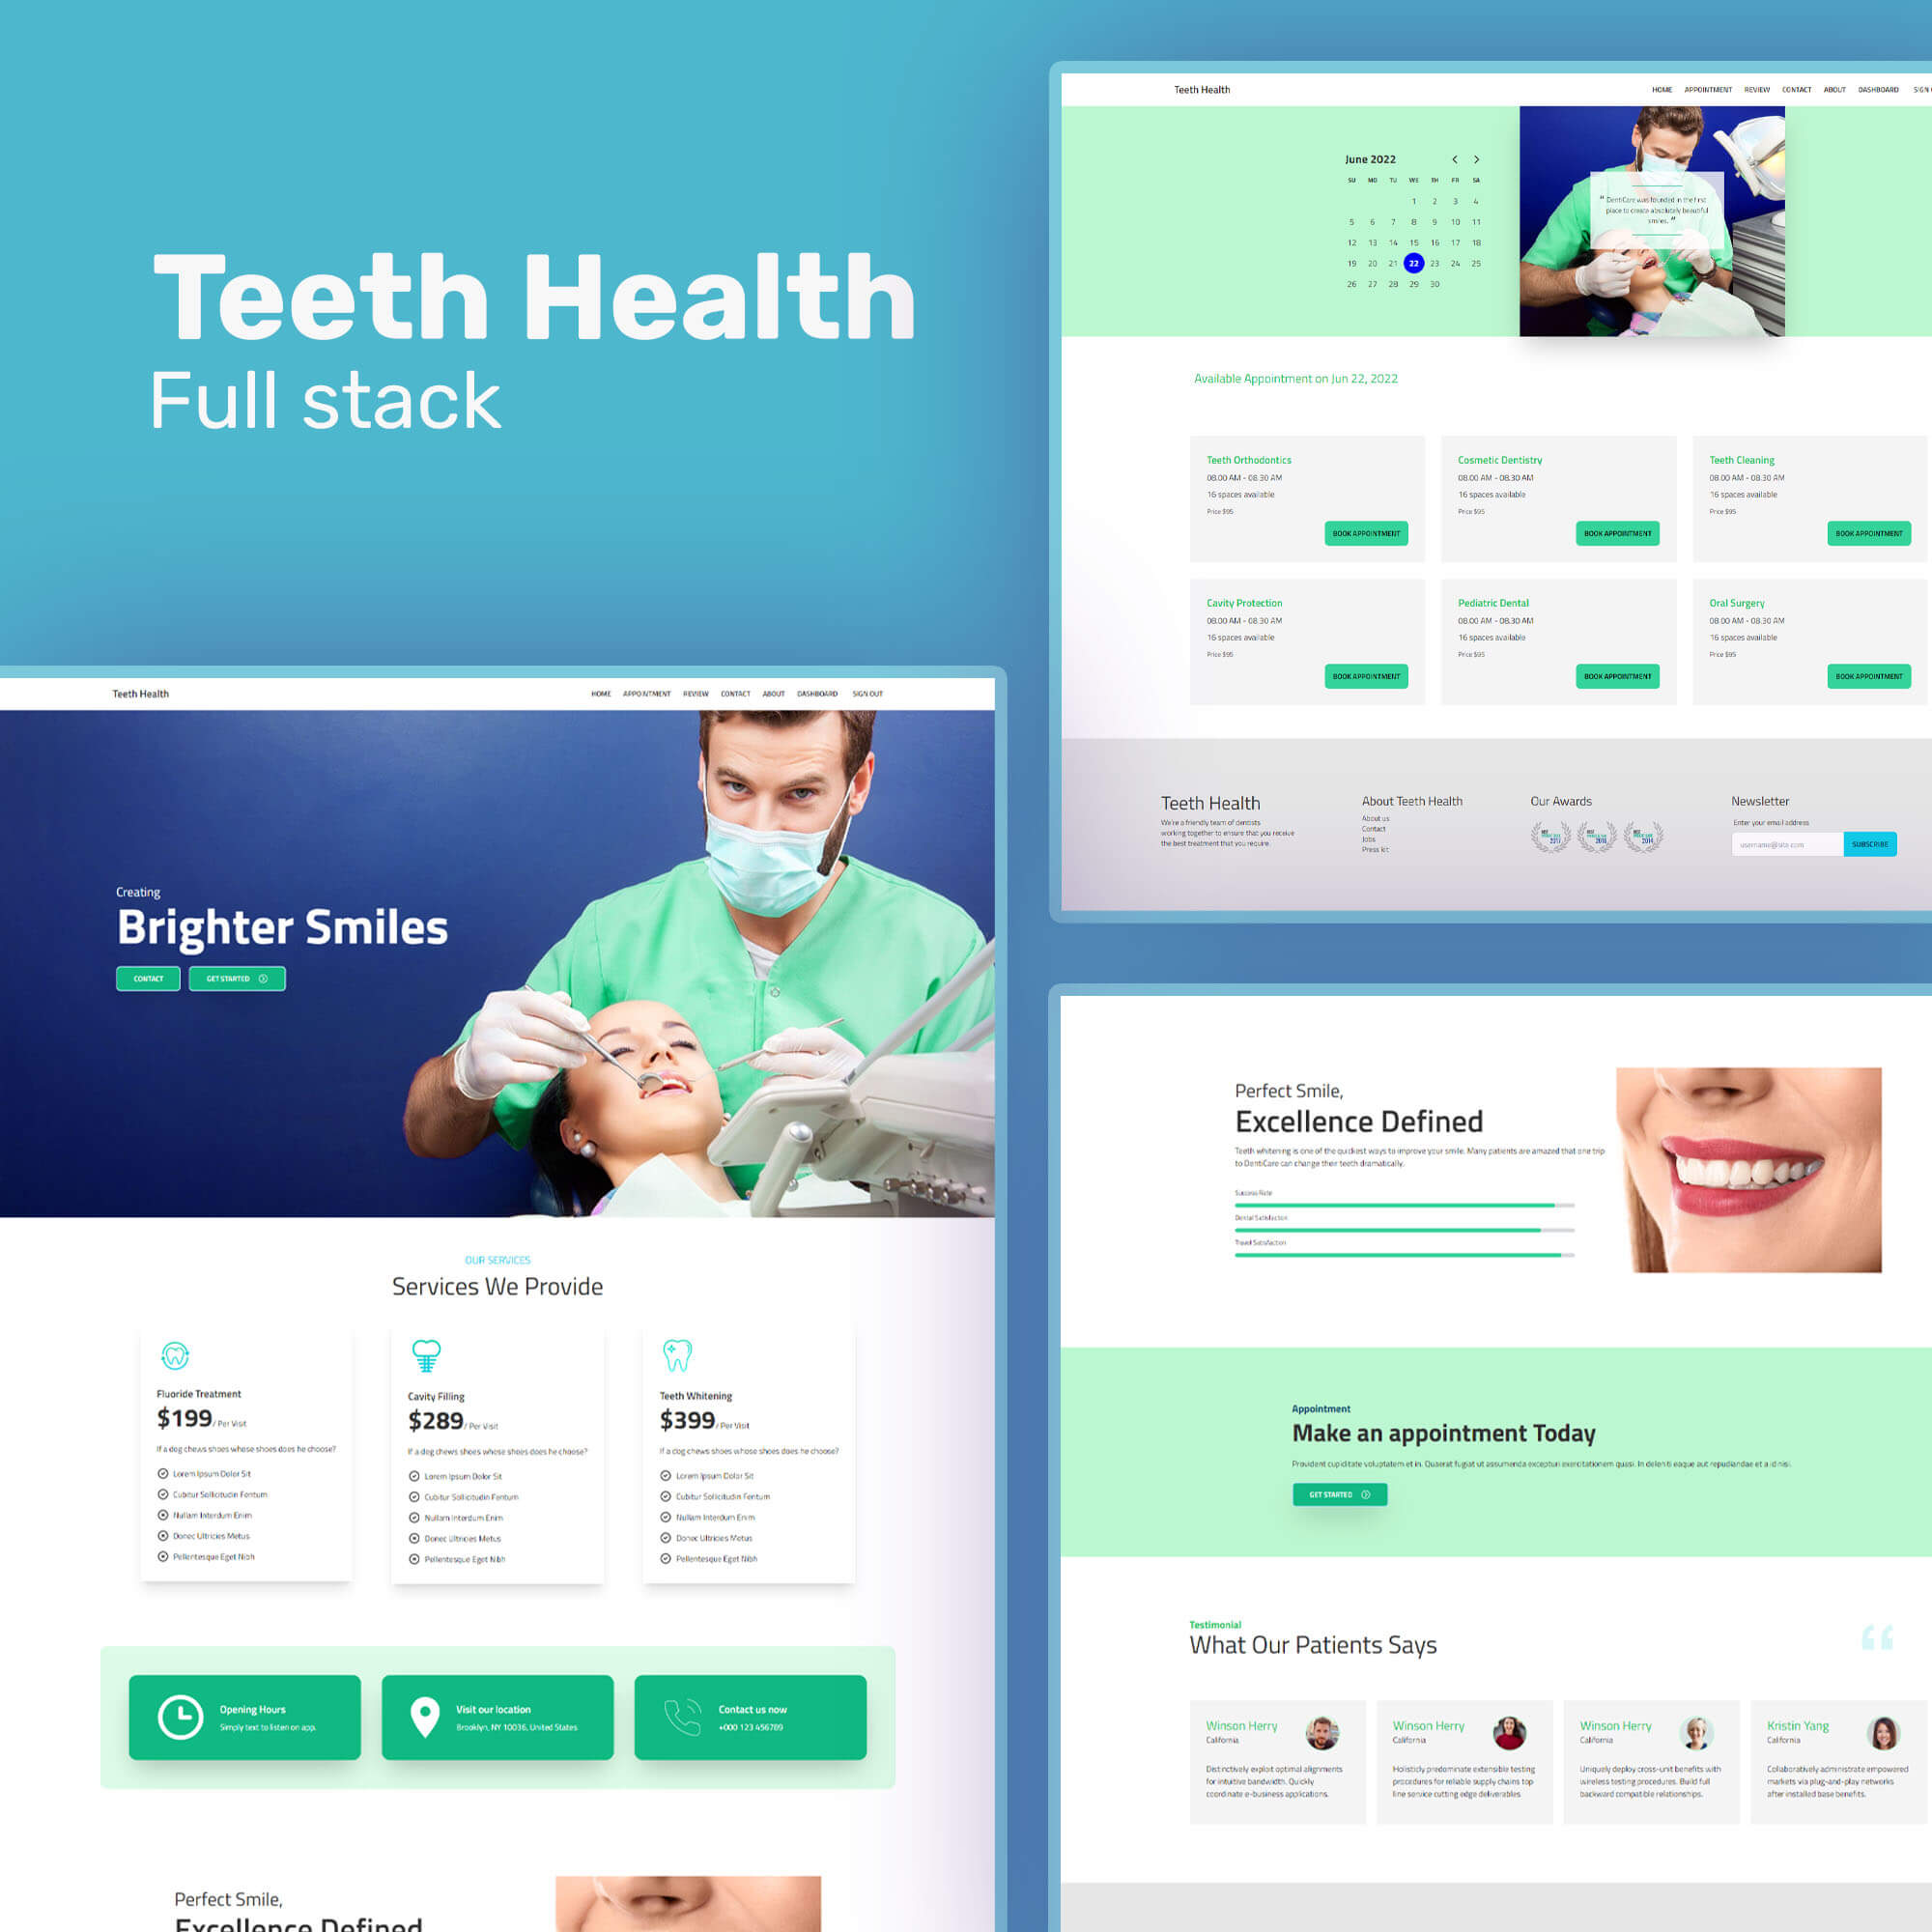 Teeth Health
Full stack
Teeth Health
HOME APPOINTMENT REVIEW CONTACT ABOUT DASHBOARD SIGN
June 2022
SU MO TU WE TH FR SA
1 2 3 4
5 6 7 8 9 10 11
12 13 14 15 16 17 18
19 20 21 22 23 24 25
26 27 28 29 30
“ DentiCare was founded in the first
place to create absolutely beautiful
smiles. ”
Available Appointment on Jun 22, 2022
Teeth Orthodontics
08.00 AM - 08.30 AM
16 spaces available
Price $95
BOOK APPOINTMENT
Cosmetic Dentistry
08.00 AM - 08.30 AM
16 spaces available
Price $95
BOOK APPOINTMENT
Teeth Cleaning
08.00 AM - 08.30 AM
16 spaces available
Price $95
BOOK APPOINTMENT
Cavity Protection
08.00 AM - 08.30 AM
16 spaces available
Price $95
BOOK APPOINTMENT
Pediatric Dental
08.00 AM - 08.30 AM
16 spaces available
Price $95
BOOK APPOINTMENT
Oral Surgery
08.00 AM - 08.30 AM
16 spaces available
Price $95
BOOK APPOINTMENT
Teeth Health
We're a friendly team of dentists
working together to ensure that you receive
the best treatment that you require.
About Teeth Health
About us
Contact
Jobs
Press kit
Our Awards
BEST
2017
BEST
2016
BEST
2014
Newsletter
Enter your email address
username@site.com
SUBSCRIBE
Teeth Health
HOME APPOINTMENT REVIEW CONTACT ABOUT DASHBOARD SIGN OUT
Creating
Brighter Smiles
CONTACT
GET STARTED
OUR SERVICES
Services We Provide
Fluoride Treatment
$199 / Per Visit
If a dog chews shoes whose shoes does he choose?
Lorem Ipsum Dolor Sit
Cubitur Sollicitudin Fentum
Nullam Interdum Enim
Donec Ultricies Metus
Pellentesque Eget Nibh
Cavity Filling
$289 / Per Visit
If a dog chews shoes whose shoes does he choose?
Lorem Ipsum Dolor Sit
Cubitur Sollicitudin Fentum
Nullam Interdum Enim
Donec Ultricies Metus
Pellentesque Eget Nibh
Teeth Whitening
$399 / Per Visit
If a dog chews shoes whose shoes does he choose?
Lorem Ipsum Dolor Sit
Cubitur Sollicitudin Fentum
Nullam Interdum Enim
Donec Ultricies Metus
Pellentesque Eget Nibh
Opening Hours
Simply text to listen on app.
Visit our location
Brooklyn, NY 10036, United States
Contact us now
+000 123 456789
Perfect Smile,
Excellence Defined
Perfect Smile,
Excellence Defined
Teeth whitening is one of the quickest ways to improve your smile. Many patients are amazed that one trip
to DentiCare can change their teeth dramatically.
Success Rate
Dental Satisfaction
Travel Satisfaction
Appointment
Make an appointment Today
Provident cupiditate voluptatem et in. Quaerat fugiat ut assumenda excepturi exercitationem quasi. In deleniti eaque aut repudiandae et a id nisi.
GET STARTED
Testimonial
What Our Patients Says
“
Winson Herry
California
Distinctively exploit optimal alignments
for intuitive bandwidth. Quickly
coordinate e-business applications.
Winson Herry
California
Holisticly predominate extensible testing
procedures for reliable supply chains top
line service cutting edge deliverables
Winson Herry
California
Uniquely deploy cross-unit benefits with
wireless testing procedures. Build full
backward compatible relationships.
Kristin Yang
California
Collaboratively administrate empowered
markets via plug-and-play networks
after installed base benefits.